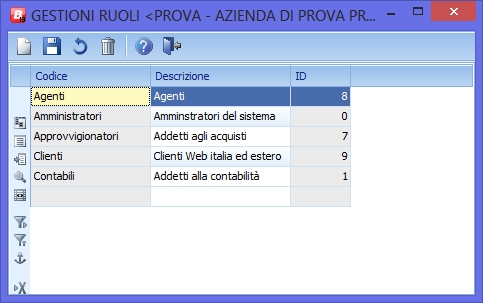 GESTIONI RUOLI <PROVA - AZIENDA DI PROVA PR...
Codice Descrizione ID
Agenti Agenti 8
Amministratori Amminstratori del sistema 0
Approvvigionatori Addetti agli acquisti 7
Clienti Clienti Web italia ed estero 9
Contabili Addetti alla contabilità 1